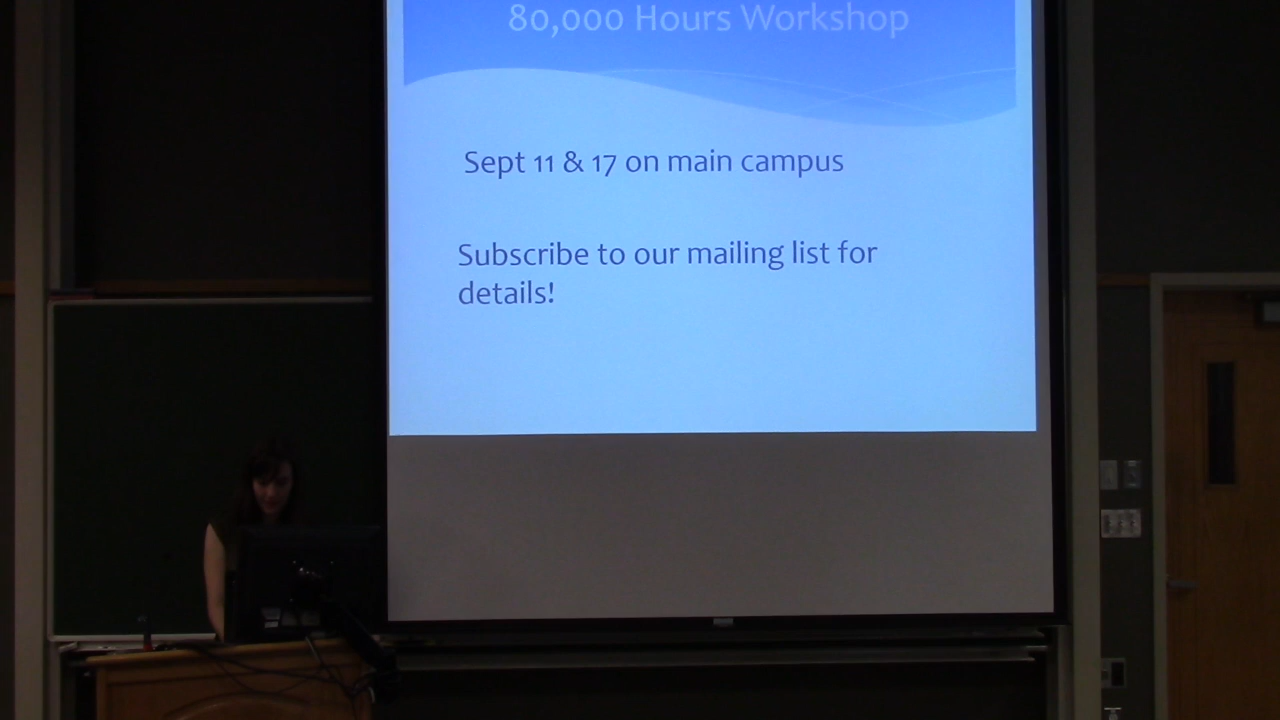 80,000 Hours Workshop
Sept 11 & 17 on main campus
Subscribe to our mailing list for
details!